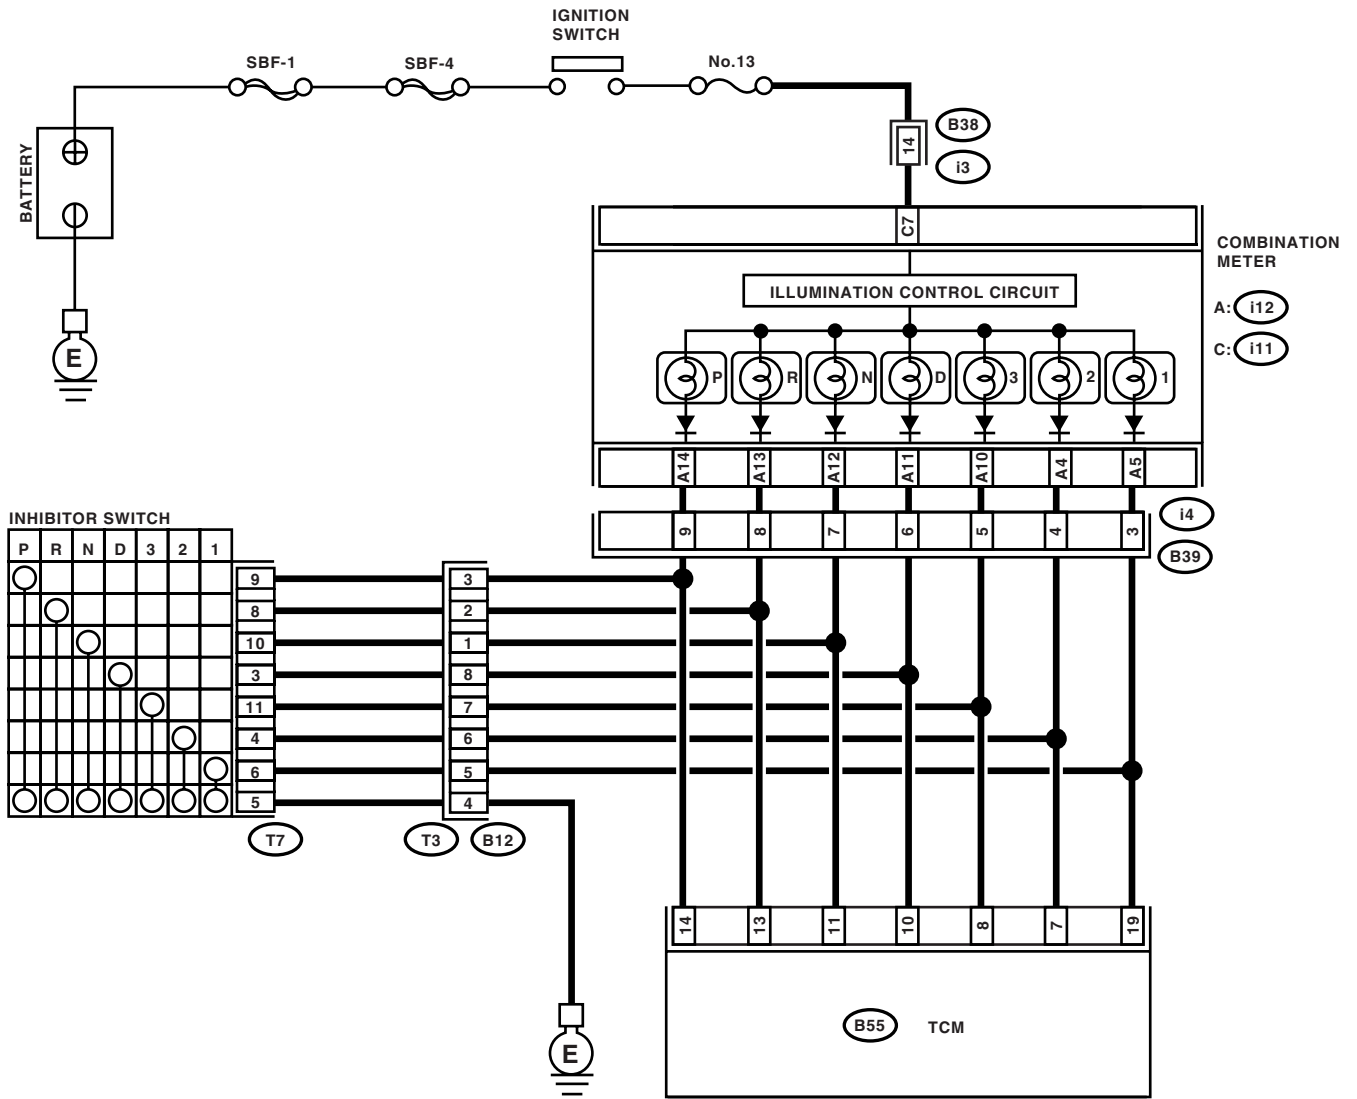 IGNITION
SWITCH
SBF-1
SBF-4
No.13
B38
14
i3
BATTERY
C7
COMBINATION
METER
ILLUMINATION CONTROL CIRCUIT
A: i12
C: i11
E
P R N D 3 2 1
A14 A13 A12 A11 A10 A4 A5
i4
9 8 7 6 5 4 3
B39
INHIBITOR SWITCH
P R N D 3 2 1
9 3
8 2
10 1
3 8
11 7
4 6
6 5
5 4
T7 T3 B12
14 13 11 10 8 7 19
B55 TCM
E